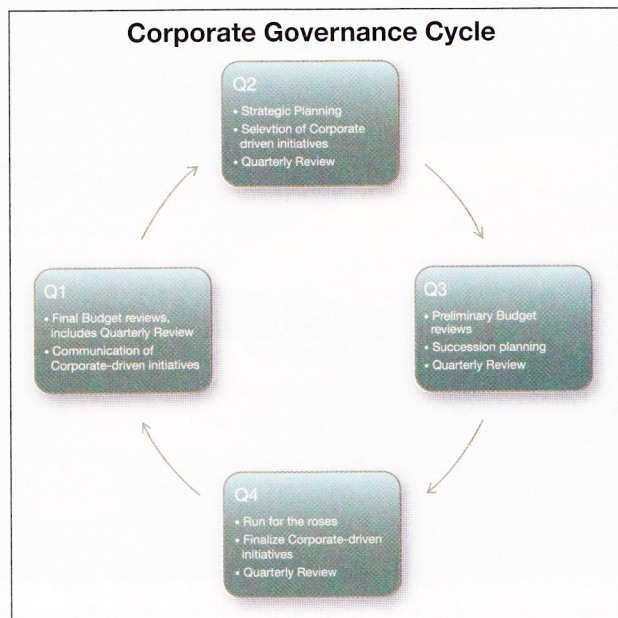 Corporate Governance Cycle
Q2
• Strategic Planning
• Selevtion of Corporate
driven initiatives
• Quarterly Review
Q1
• Final Budget reviews,
includes Quarterly Review
• Communication of
Corporate-driven initiatives
Q3
• Preliminary Budget
reviews
• Succession planning
• Quarterly Review
Q4
• Run for the roses
• Finalize Corporate-driven
initiatives
• Quarterly Review